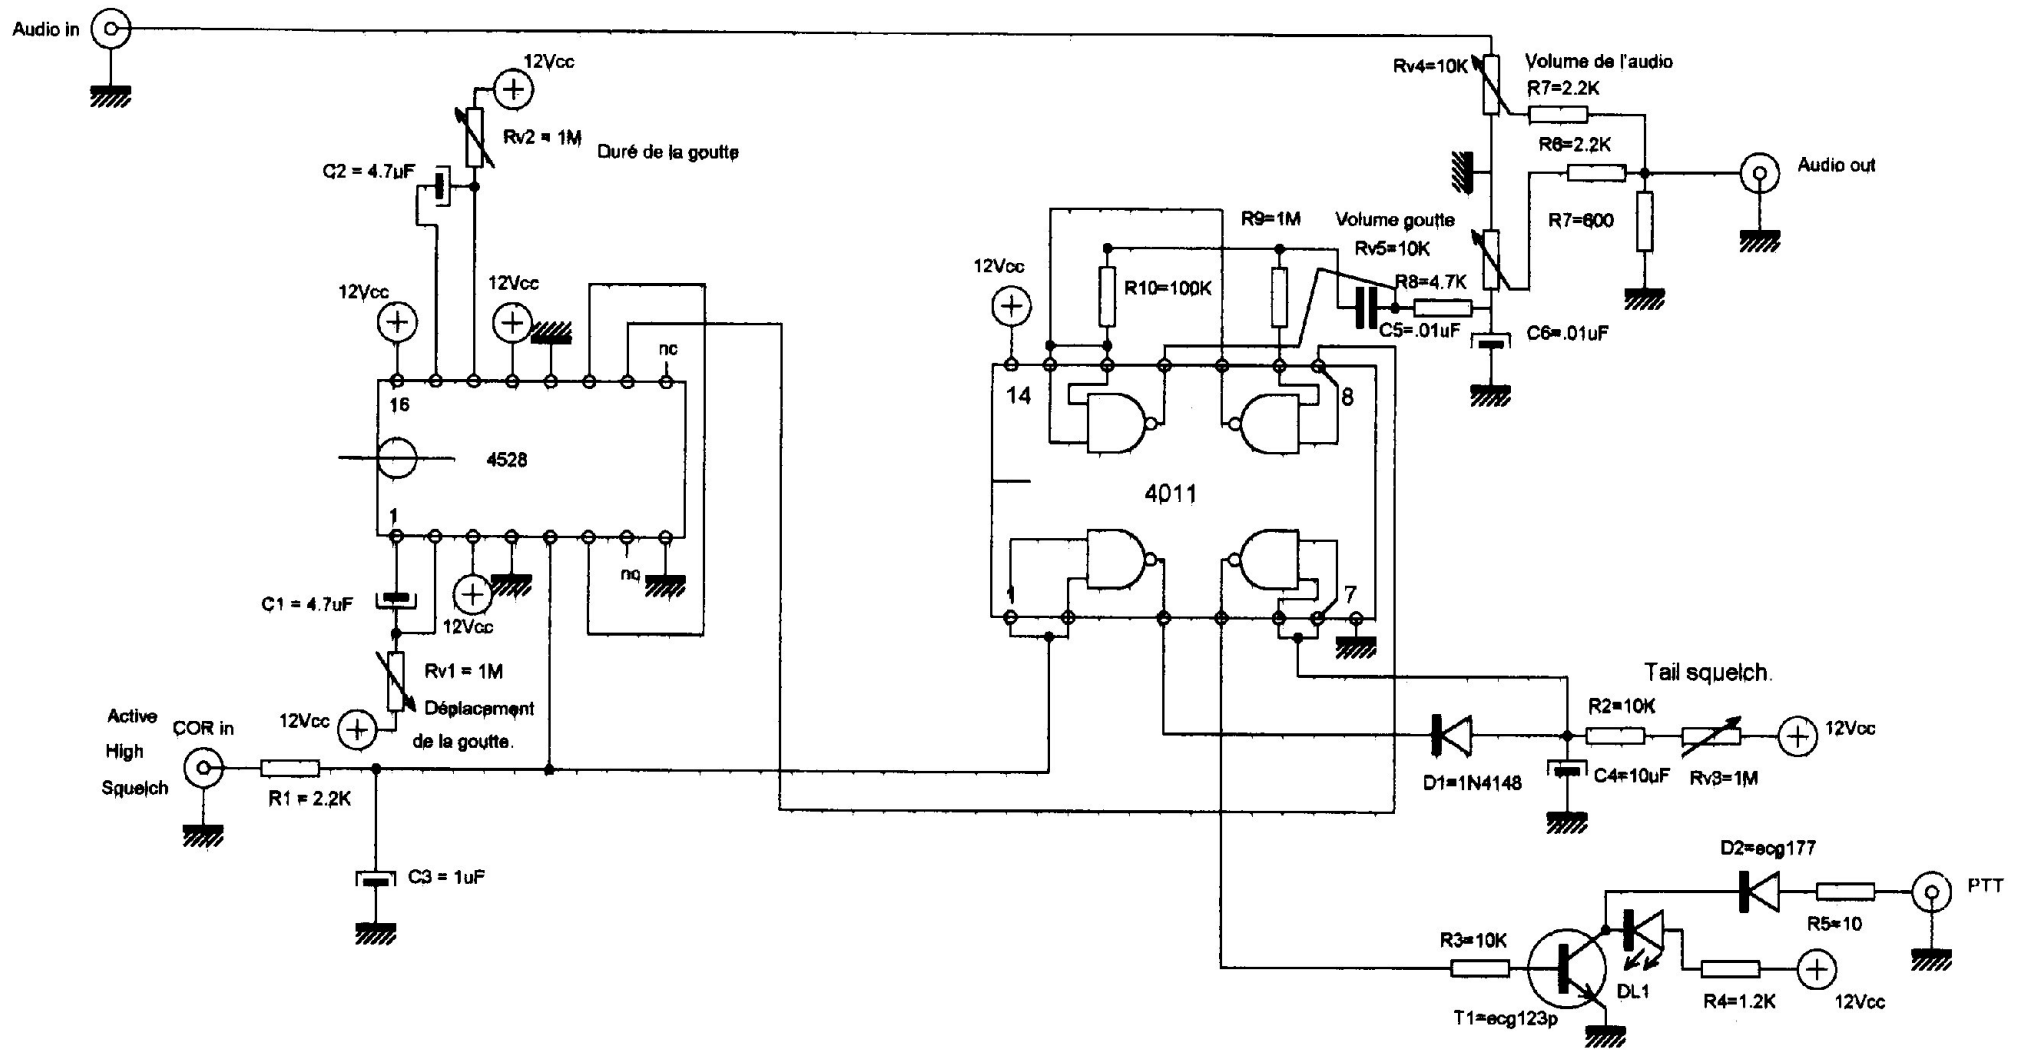 Audio in
12Vcc
Rv2 = 1M
Duré de la goutte
C2 = 4.7µF
12Vcc
12Vcc
nc
16
4528
1
C1 = 4.7uF
12Vcc
nq
Rv1 = 1M
Déplacement
de la goutte.
12Vcc
Active
High
Squelch
COR in
R1 = 2.2K
C3 = 1uF
Rv4=10K
Volume de l'audio
R7=2.2K
R6=2.2K
Audio out
R7=600
Volume goutte
Rv5=10K
R9=1M
R10=100K
R8=4.7K
C5=.01uF
C6=.01uF
12Vcc
14
8
4011
1
7
Tail squelch.
R2=10K
12Vcc
D1=1N4148
C4=10uF
Rv3=1M
D2=ecg177
PTT
R5=10
R3=10K
DL1
R4=1.2K
12Vcc
T1=ecg123p